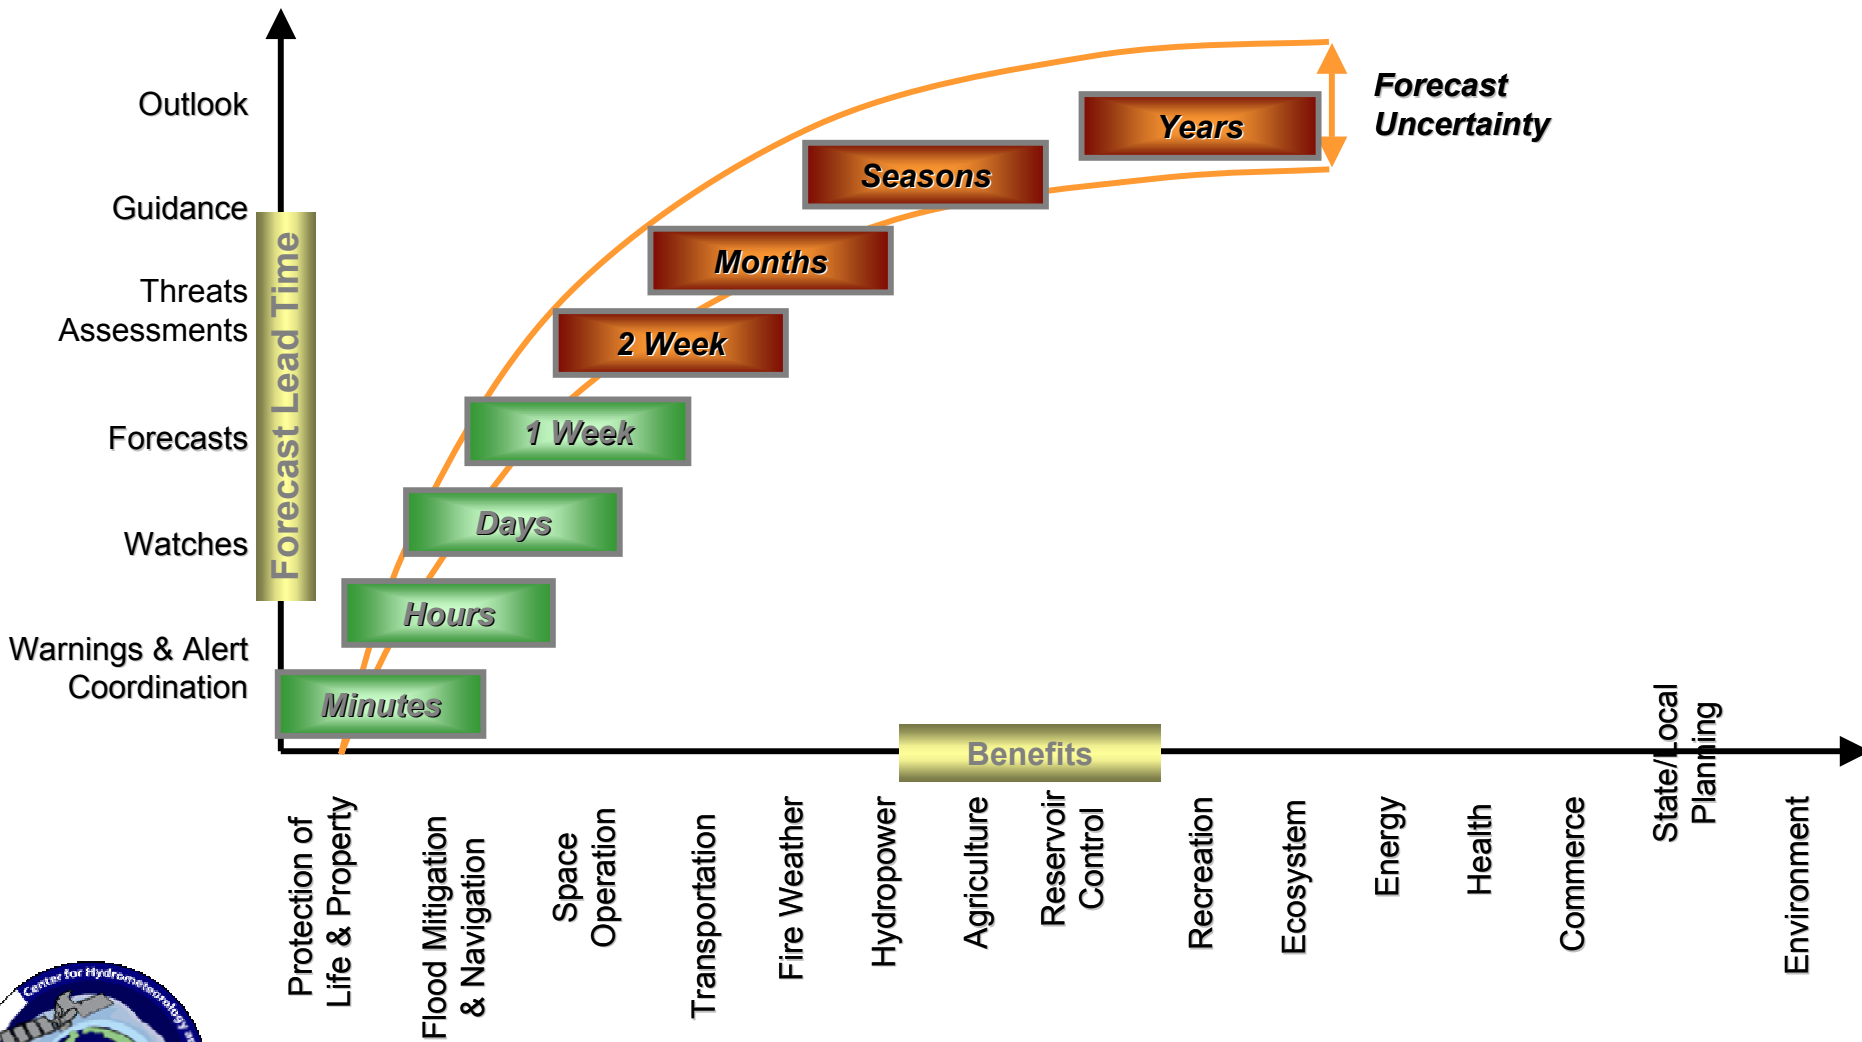 Outlook
Guidance
Threats
Assessments
Forecasts
Watches
Warnings & Alert
Coordination
Forecast Lead Time
Forecast
Uncertainty
Years
Seasons
Months
2 Week
1 Week
Days
Hours
Minutes
Benefits
Protection of
Life & Property
Flood Mitigation
& Navigation
Space
Operation
Transportation
Fire Weather
Hydropower
Agriculture
Reservoir
Control
Recreation
Ecosystem
Energy
Health
Commerce
State/Local
Planning
Environment
Center for Hydrometeorology